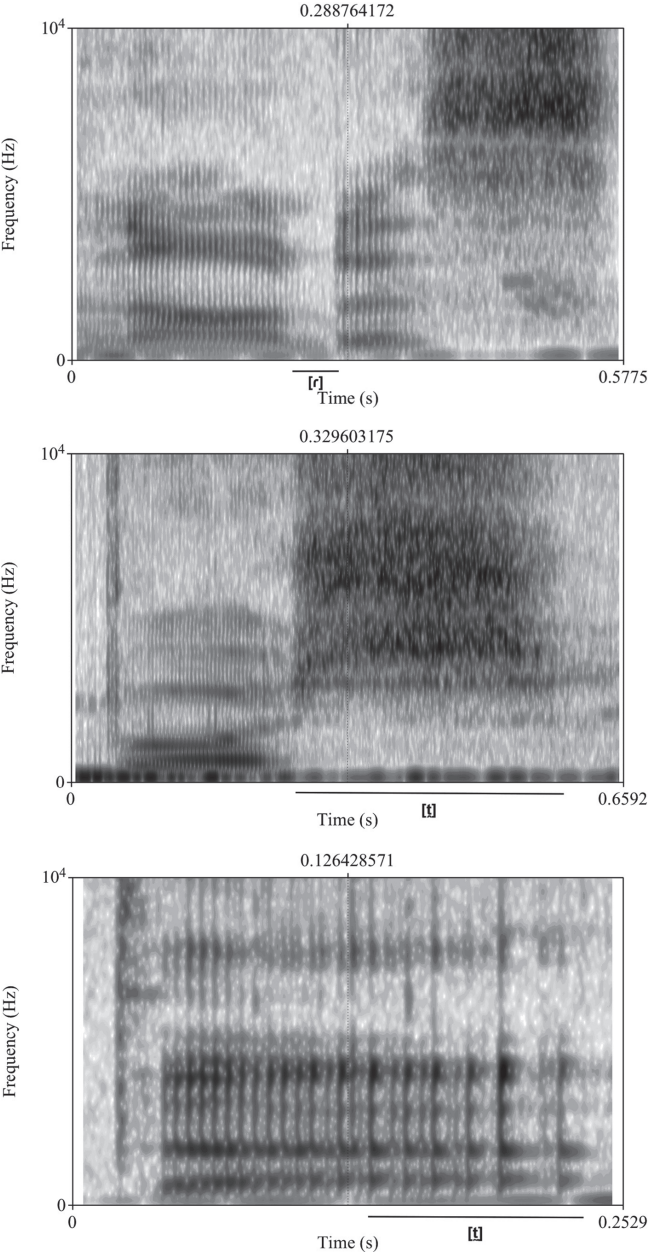 0.288764172
10⁴
Frequency (Hz)
0
0 0.5775
[ɾ]
Time (s)
0.329603175
10⁴
Frequency (Hz)
0
0 0.6592
[t̞]
Time (s)
0.126428571
10⁴
Frequency (Hz)
0
0 0.2529
[t̬]
Time (s)